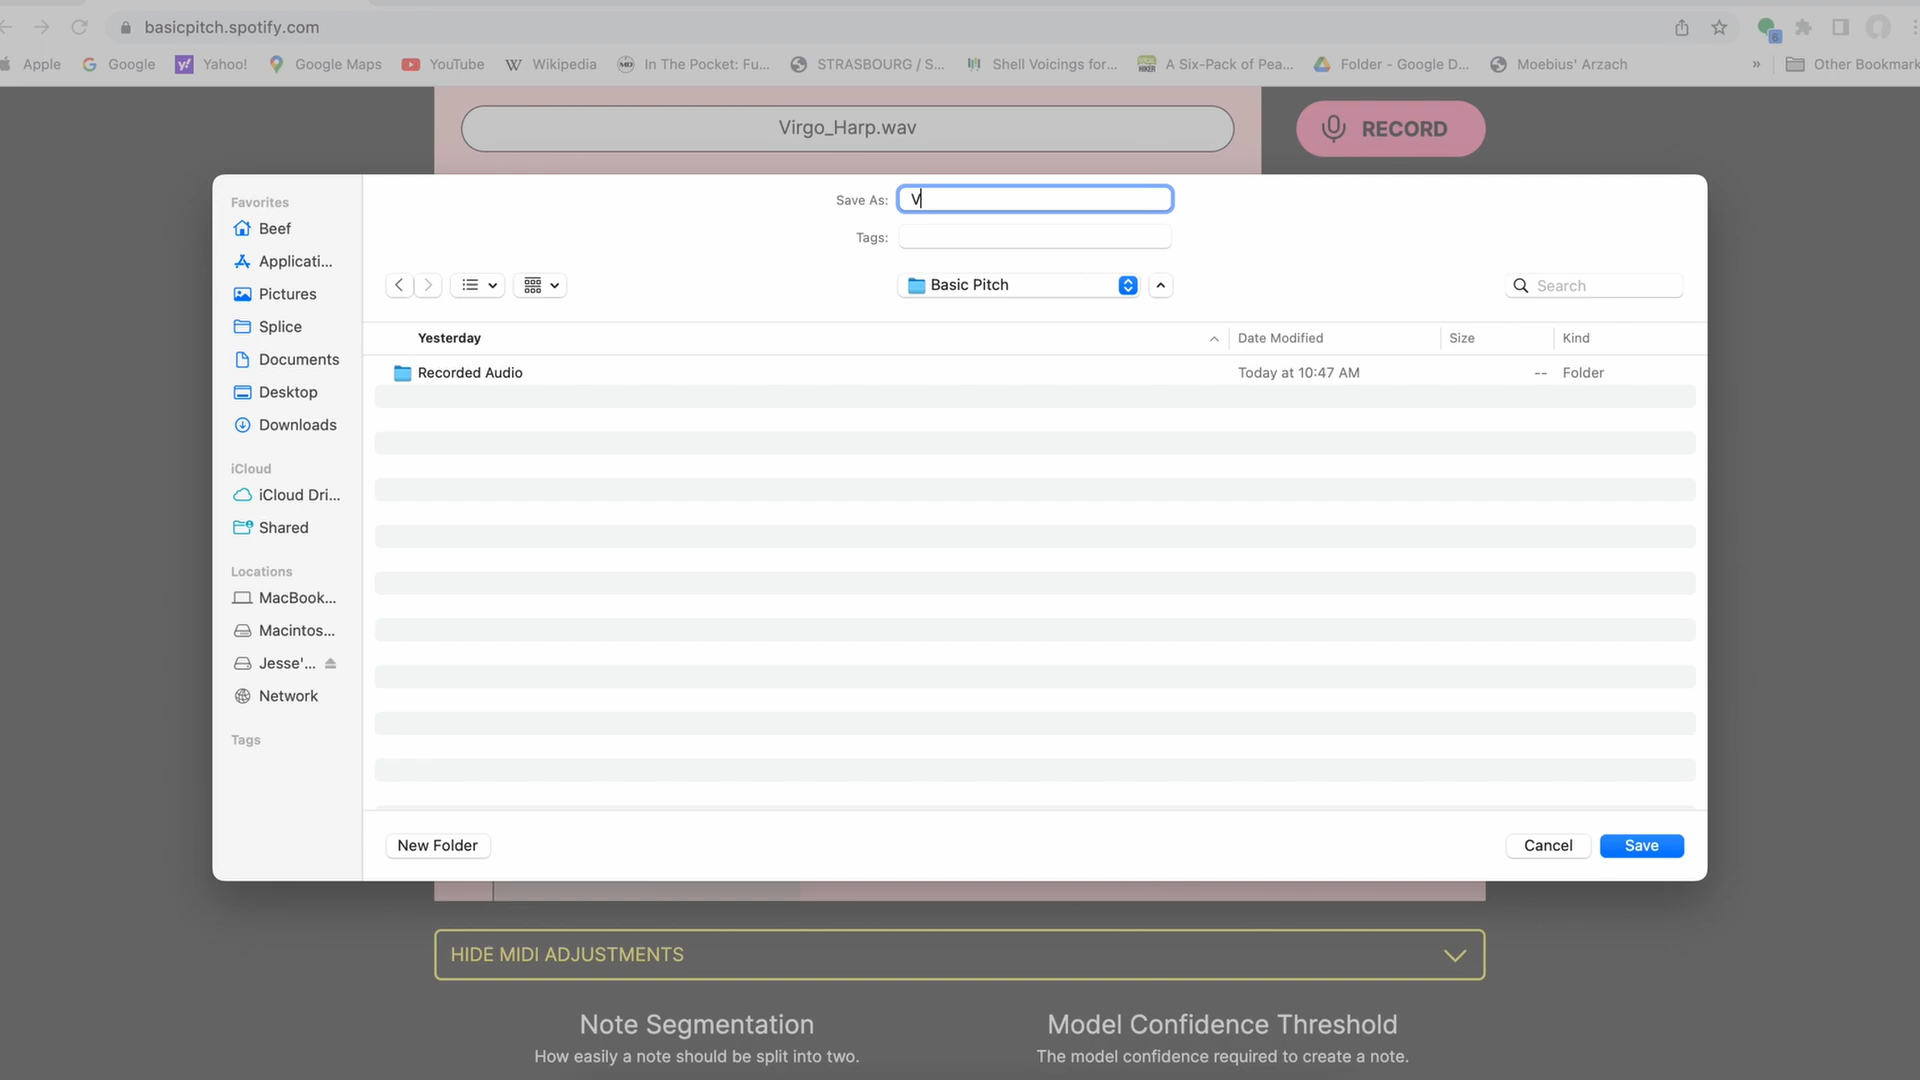 basicpitch.spotify.com
6
Apple
Google
Yahoo!
Google Maps
YouTube
Wikipedia
In The Pocket: Fu...
STRASBOURG / S...
Shell Voicings for...
A Six-Pack of Pea...
Folder - Google D...
Moebius' Arzach
»
Other Bookmark
Virgo_Harp.wav
RECORD
Save As: V
Tags:
Favorites
Beef
Applicati...
Pictures
Splice
Documents
Desktop
Downloads
iCloud
iCloud Dri...
Shared
Locations
MacBook...
Macintos...
Jesse'...
Network
Tags
Basic Pitch
Search
Yesterday Date Modified Size Kind
Recorded Audio Today at 10:47 AM -- Folder
New Folder
Cancel
Save
HIDE MIDI ADJUSTMENTS
Note Segmentation
How easily a note should be split into two.
Model Confidence Threshold
The model confidence required to create a note.